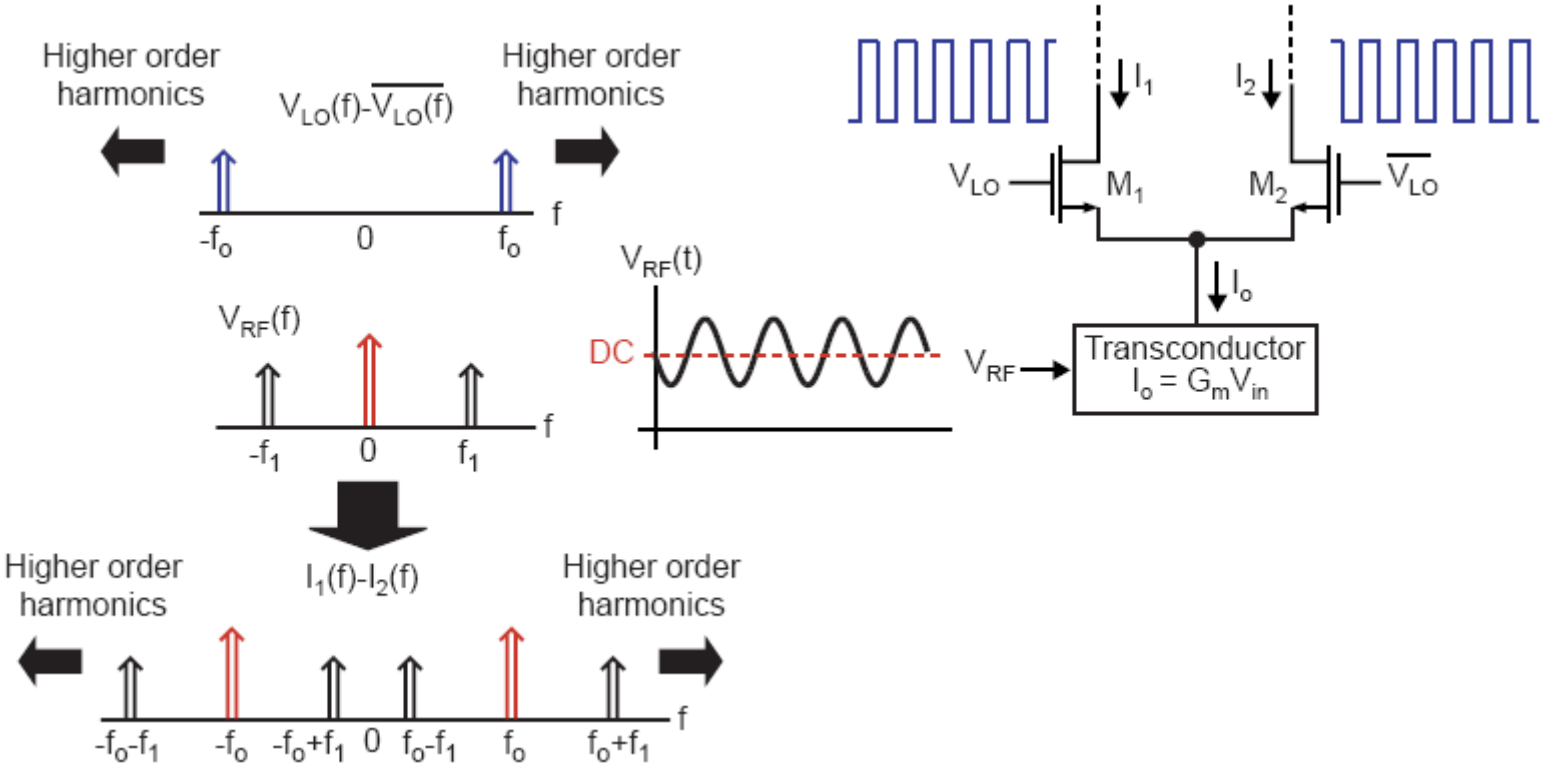 Higher order
harmonics
V_LO(f)-V̅_L̅O̅(̅f̅)̅
Higher order
harmonics
-f_o
0
f_o
f
V_RF(f)
-f_1
0
f_1
f
I_1(f)-I_2(f)
Higher order
harmonics
Higher order
harmonics
-f_o-f_1
-f_o
-f_o+f_1
0
f_o-f_1
f_o
f_o+f_1
f
V_RF(t)
DC
I_1
I_2
V_LO
M_1
M_2
V̅_L̅O̅
I_o
V_RF
Transconductor
I_o = G_mV_in